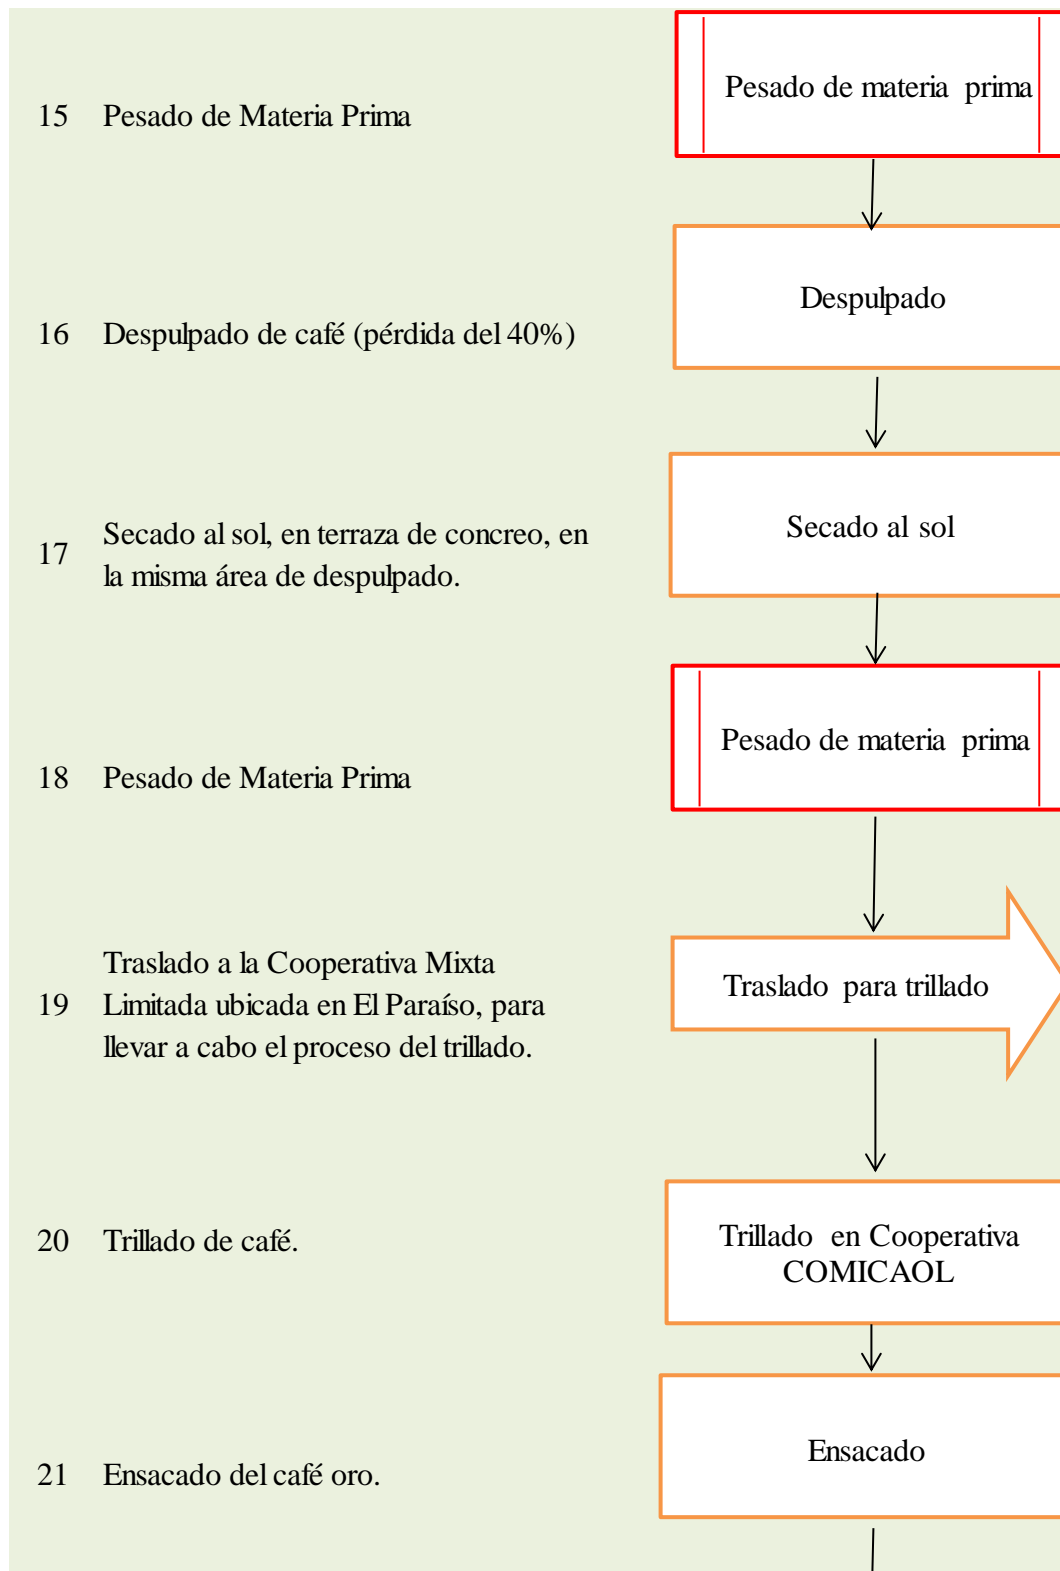 Pesado de materia prima
15 Pesado de Materia Prima
Despulpado
16 Despulpado de café (pérdida del 40%)
Secado al sol
17 Secado al sol, en terraza de concreo, en
la misma área de despulpado.
Pesado de materia prima
18 Pesado de Materia Prima
Traslado a la Cooperativa Mixta
19 Limitada ubicada en El Paraíso, para
llevar a cabo el proceso del trillado.
Traslado para trillado
20 Trillado de café.
Trillado en Cooperativa
COMICAOL
Ensacado
21 Ensacado del café oro.